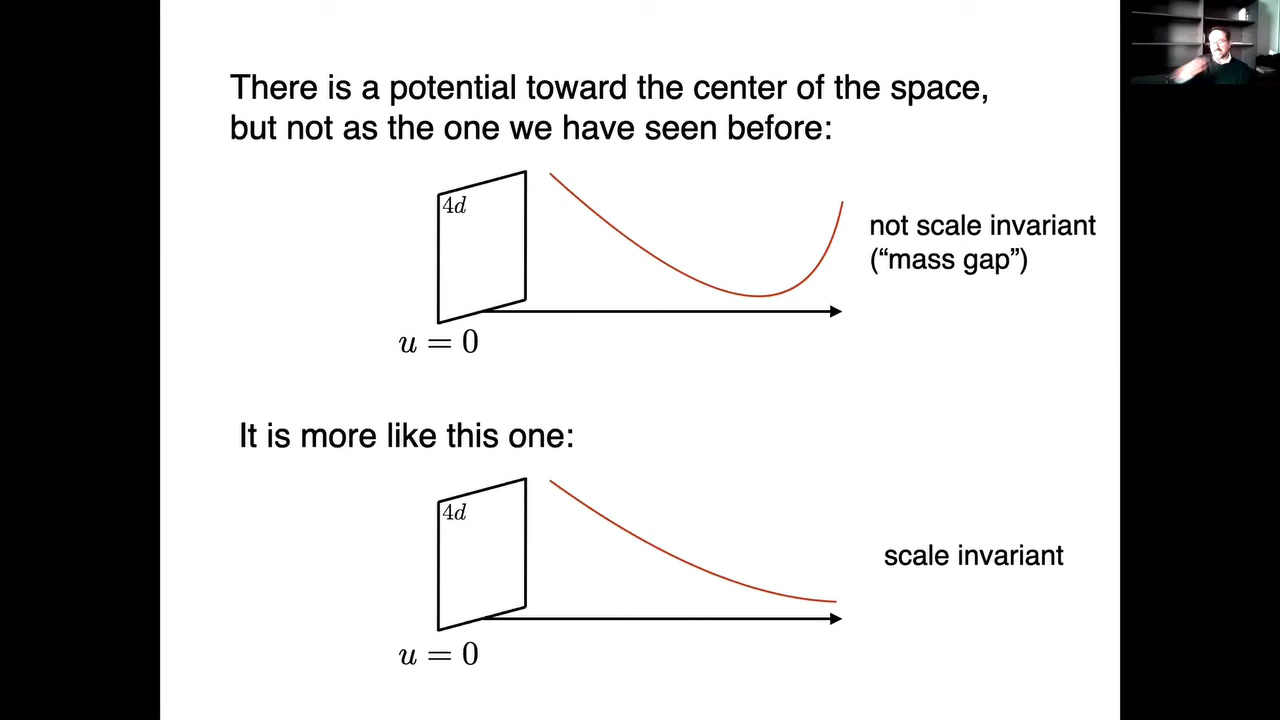 There is a potential toward the center of the space,
but not as the one we have seen before:
4d
not scale invariant
(“mass gap”)
u = 0
It is more like this one:
4d
scale invariant
u = 0